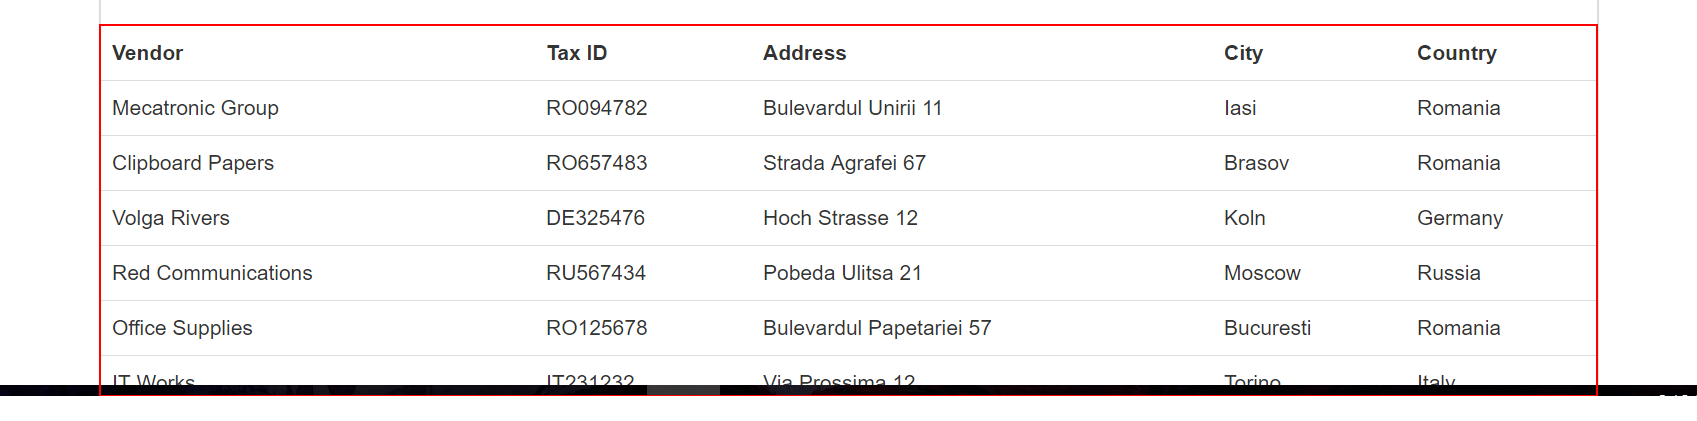 Vendor Tax ID Address City Country
Mecatronic Group RO094782 Bulevardul Unirii 11 Iasi Romania
Clipboard Papers RO657483 Strada Agrafei 67 Brasov Romania
Volga Rivers DE325476 Hoch Strasse 12 Koln Germany
Red Communications RU567434 Pobeda Ulitsa 21 Moscow Russia
Office Supplies RO125678 Bulevardul Papetariei 57 Bucuresti Romania
IT Works IT231232 Via Prossima 12 Torino Italy